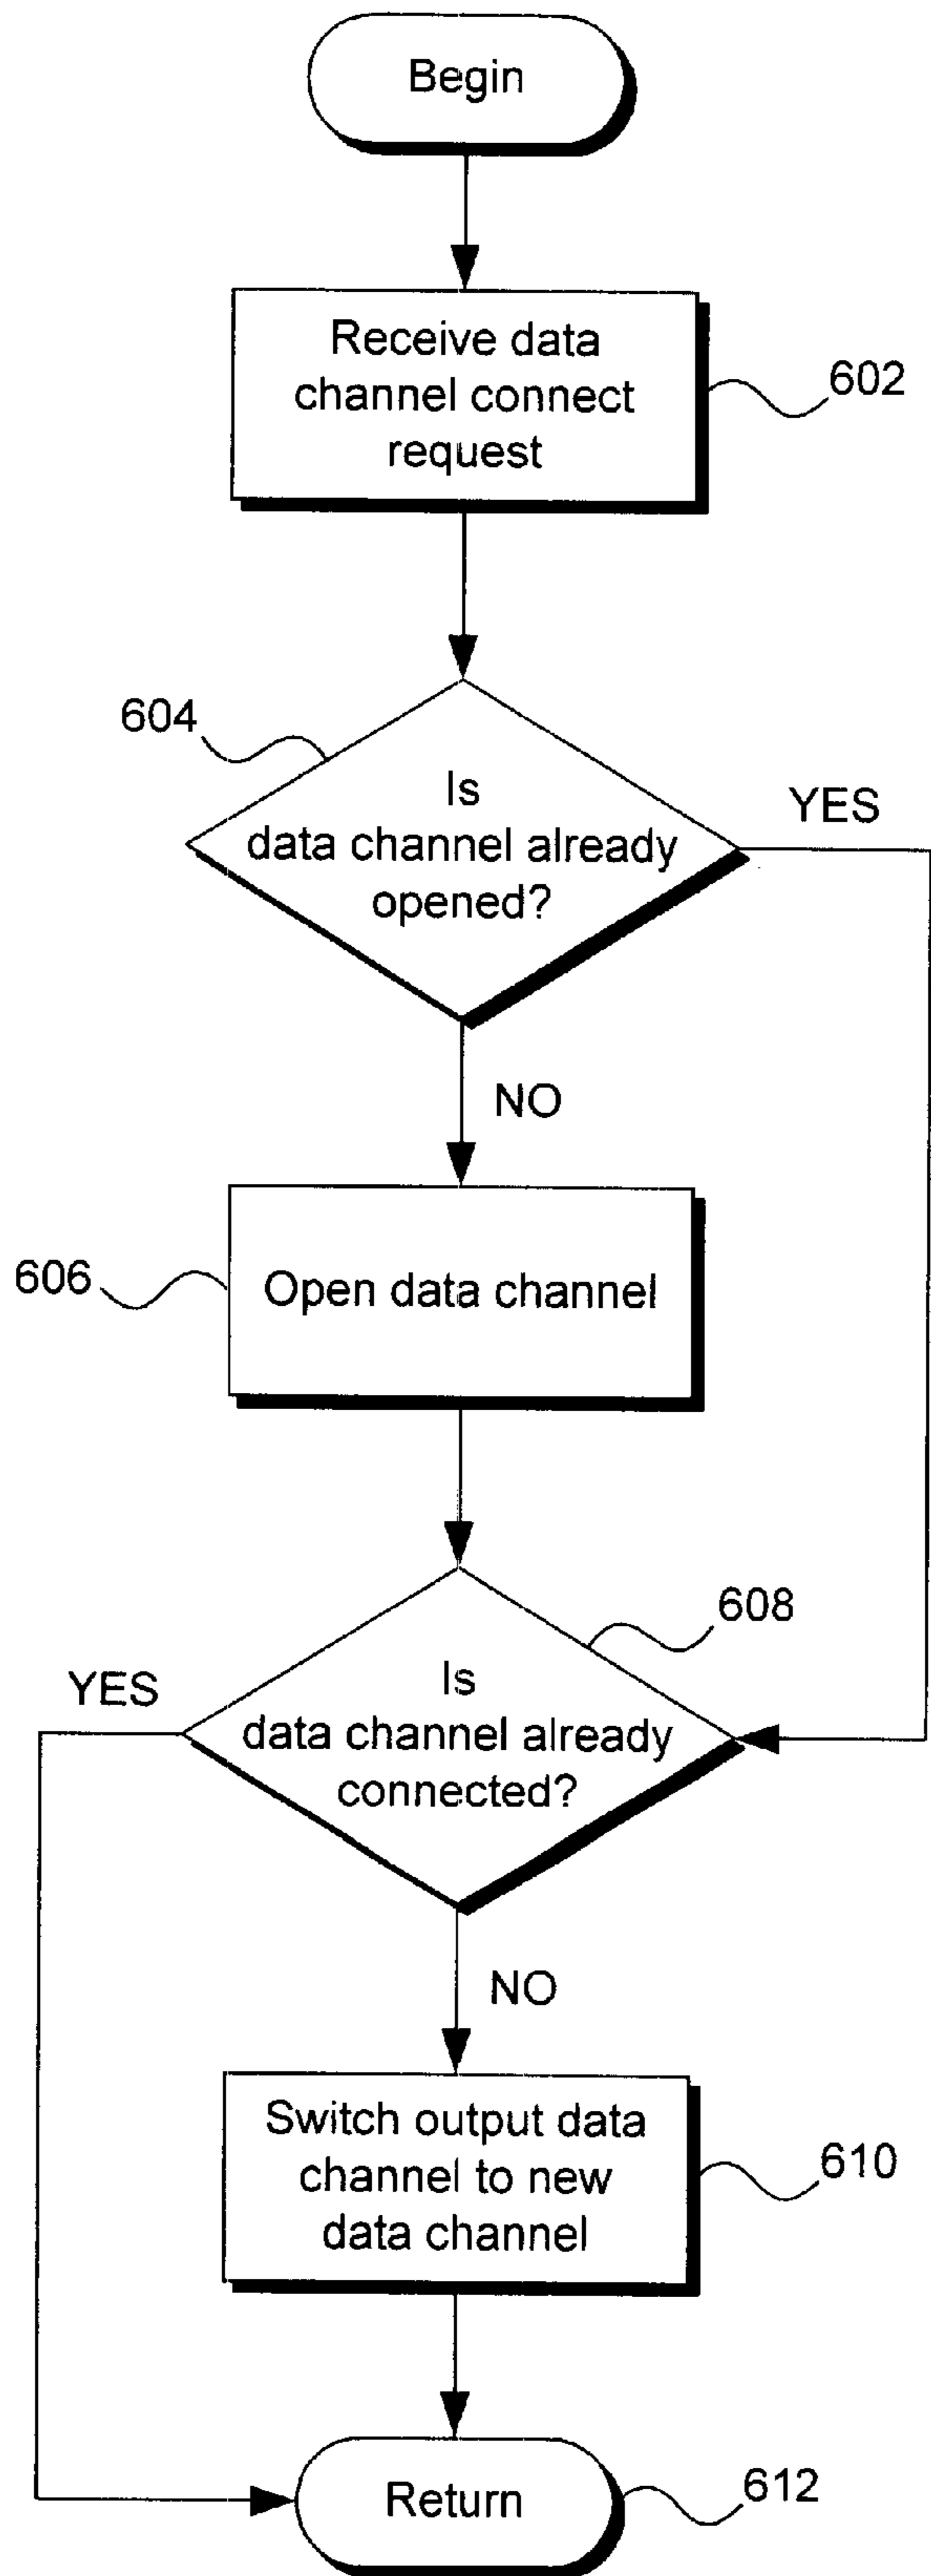 Begin
Receive data
channel connect
request
602
604
Is
data channel already
opened?
YES
NO
606
Open data channel
608
YES
Is
data channel already
connected?
NO
Switch output data
channel to new
data channel
610
Return
612